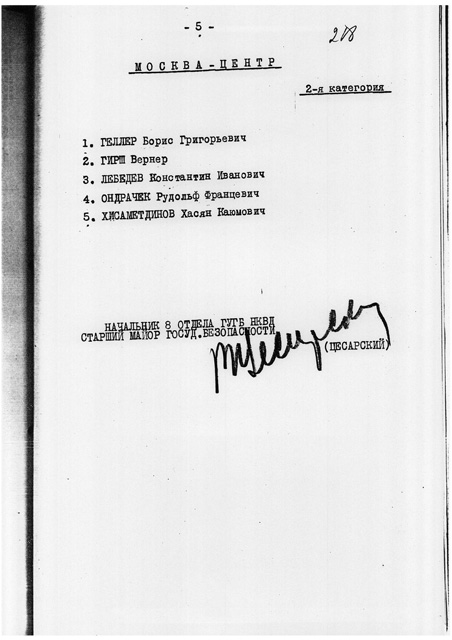 - 5 -
218
МОСКВА-ЦЕНТР
2-я категория
1. ГЕЛЛЕР Борис Григорьевич
2. ГИРШ Вернер
3. ЛЕБЕДЕВ Константин Иванович
4. ОНДРАЧЕК Рудольф Францевич
5. ХИСАМЕТДИНОВ Хасян Каюмович
НАЧАЛЬНИК 8 ОТДЕЛА ГУГБ НКВД
СТАРШИЙ МАЙОР ГОСУД.БЕЗОПАСНОСТИ
(ЦЕСАРСКИЙ)